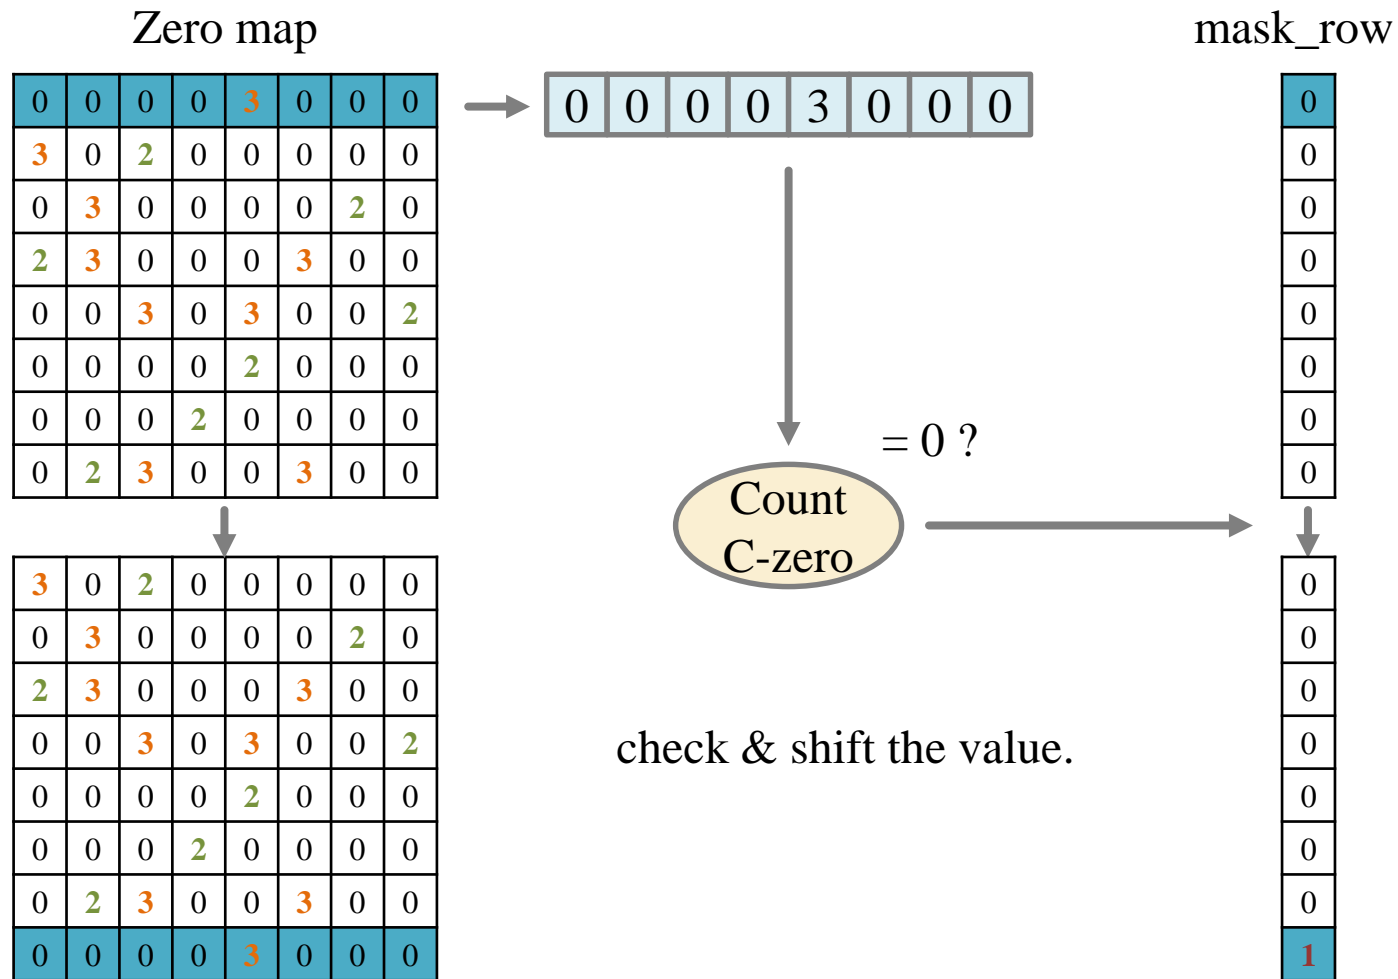 Zero map
mask_row
0 0 0 0 3 0 0 0
3 0 2 0 0 0 0 0
0 3 0 0 0 0 2 0
2 3 0 0 0 3 0 0
0 0 3 0 3 0 0 2
0 0 0 0 2 0 0 0
0 0 0 2 0 0 0 0
0 2 3 0 0 3 0 0
0 0 0 0 3 0 0 0
= 0 ?
Count
C-zero
0
0
0
0
0
0
0
0
3 0 2 0 0 0 0 0
0 3 0 0 0 0 2 0
2 3 0 0 0 3 0 0
0 0 3 0 3 0 0 2
0 0 0 0 2 0 0 0
0 0 0 2 0 0 0 0
0 2 3 0 0 3 0 0
0 0 0 0 3 0 0 0
check & shift the value.
0
0
0
0
0
0
0
1